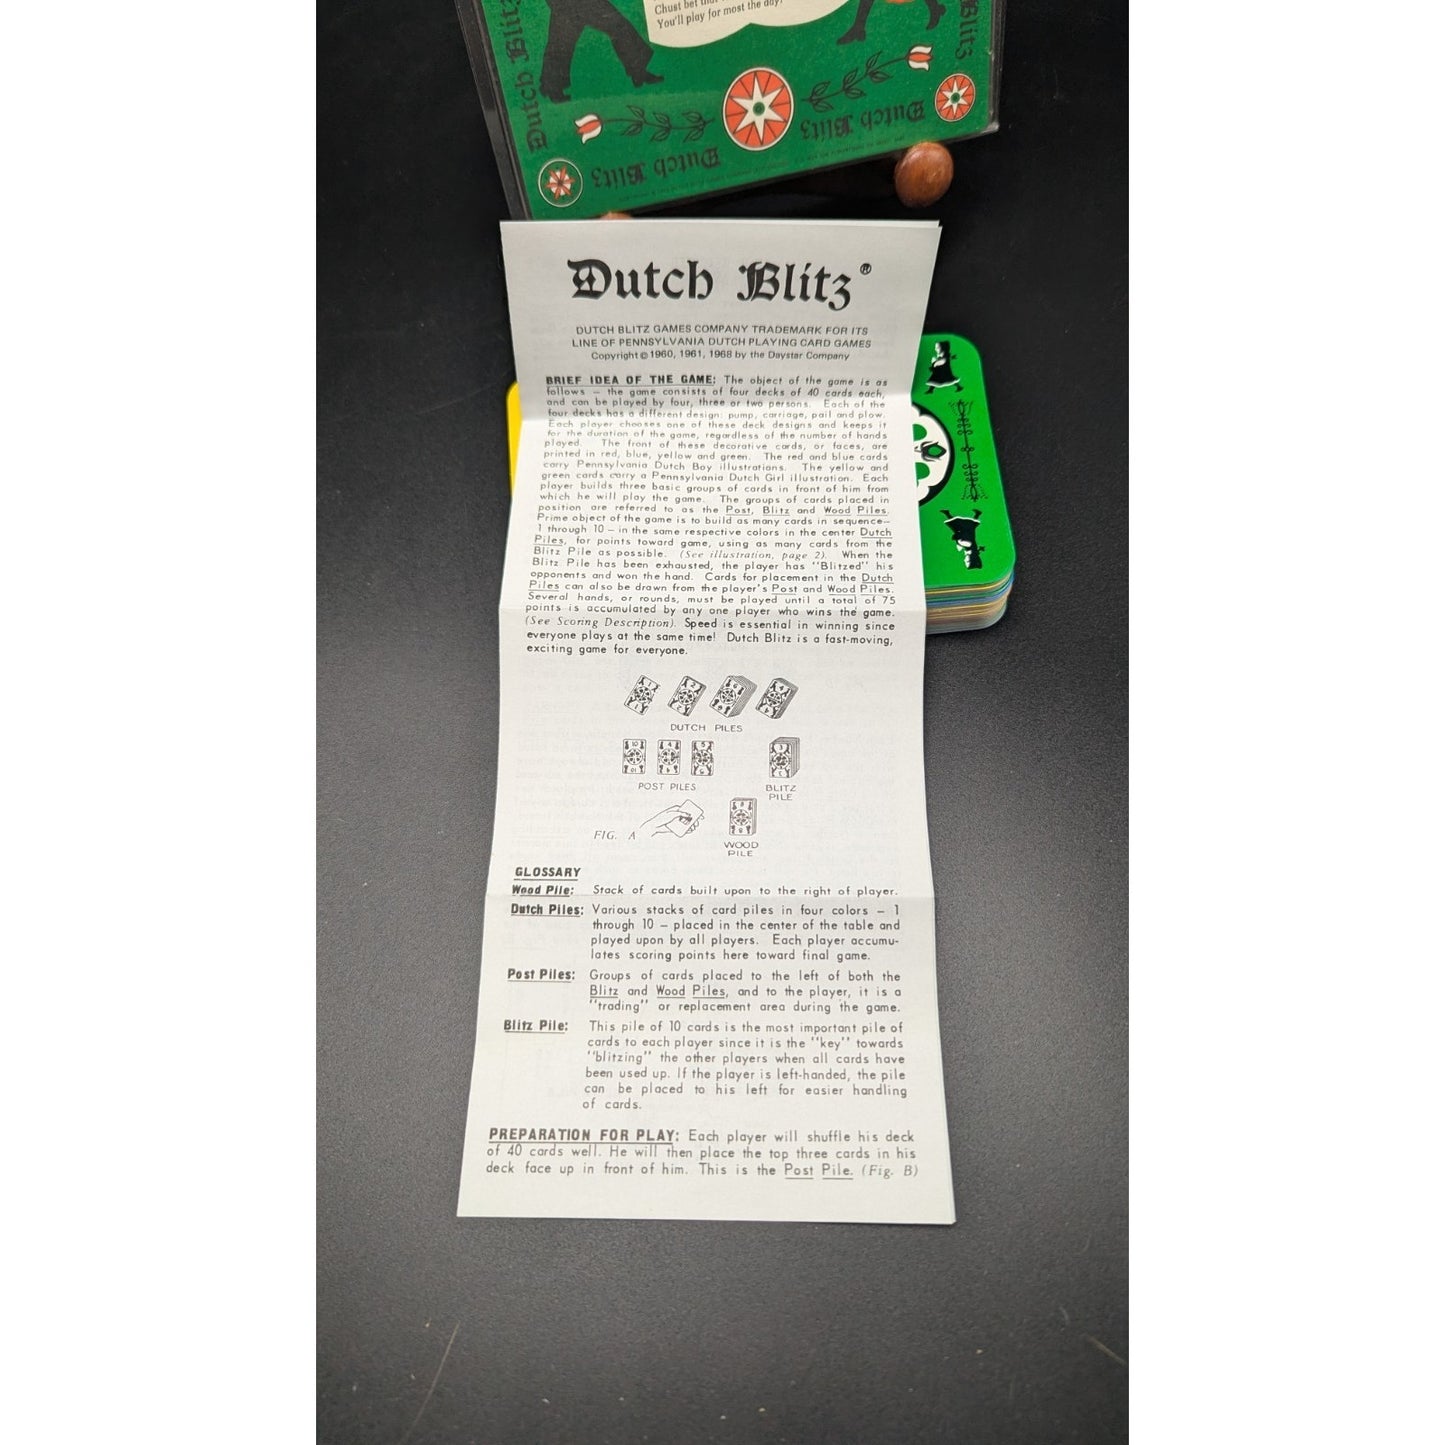 Chust bet that
You'll play for most the day!
Dutch Blitz
Blitz
Dutch Blitz
Dutch Blitz
Dutch Blitz®
DUTCH BLITZ GAMES COMPANY TRADEMARK FOR ITS
LINE OF PENNSYLVANIA DUTCH PLAYING CARD GAMES
Copyright © 1960, 1961, 1968 by the Daystar Company
BRIEF IDEA OF THE GAME: The object of the game is as
follows — the game consists of four decks of 40 cards each,
and can be played by four, three or two persons. Each of the
four decks has a different design: pump, carriage, pail and plow.
Each player chooses one of these deck designs and keeps it
for the duration of the game, regardless of the number of hands
played. The front of these decorative cards, or faces, are
printed in red, blue, yellow and green. The red and blue cards
carry Pennsylvania Dutch Boy illustrations. The yellow and
green cards carry a Pennsylvania Dutch Girl illustration. Each
player builds three basic groups of cards in front of him from
which he will play the game. The groups of cards placed in
position are referred to as the Post, Blitz and Wood Piles.
Prime object of the game is to build as many cards in sequence—
1 through 10 — in the same respective colors in the center Dutch
Piles, for points toward game, using as many cards from the
Blitz Pile as possible. (See illustration, page 2). When the
Blitz Pile has been exhausted, the player has "Blitzed" his
opponents and won the hand. Cards for placement in the Dutch
Piles can also be drawn from the player's Post and Wood Piles.
Several hands, or rounds, must be played until a total of 75
points is accumulated by any one player who wins the game.
(See Scoring Description). Speed is essential in winning since
everyone plays at the same time! Dutch Blitz is a fast-moving,
exciting game for everyone.
DUTCH PILES
POST PILES
BLITZ
PILE
FIG. A
WOOD
PILE
GLOSSARY
Wood Pile: Stack of cards built upon to the right of player.
Dutch Piles: Various stacks of card piles in four colors — 1
through 10 — placed in the center of the table and
played upon by all players. Each player accumu-
lates scoring points here toward final game.
Post Piles: Groups of cards placed to the left of both the
Blitz and Wood Piles, and to the player, it is a
"trading" or replacement area during the game.
Blitz Pile: This pile of 10 cards is the most important pile of
cards to each player since it is the "key" towards
"blitzing" the other players when all cards have
been used up. If the player is left-handed, the pile
can be placed to his left for easier handling
of cards.
PREPARATION FOR PLAY: Each player will shuffle his deck
of 40 cards well. He will then place the top three cards in his
deck face up in front of him. This is the Post Pile. (Fig. B)